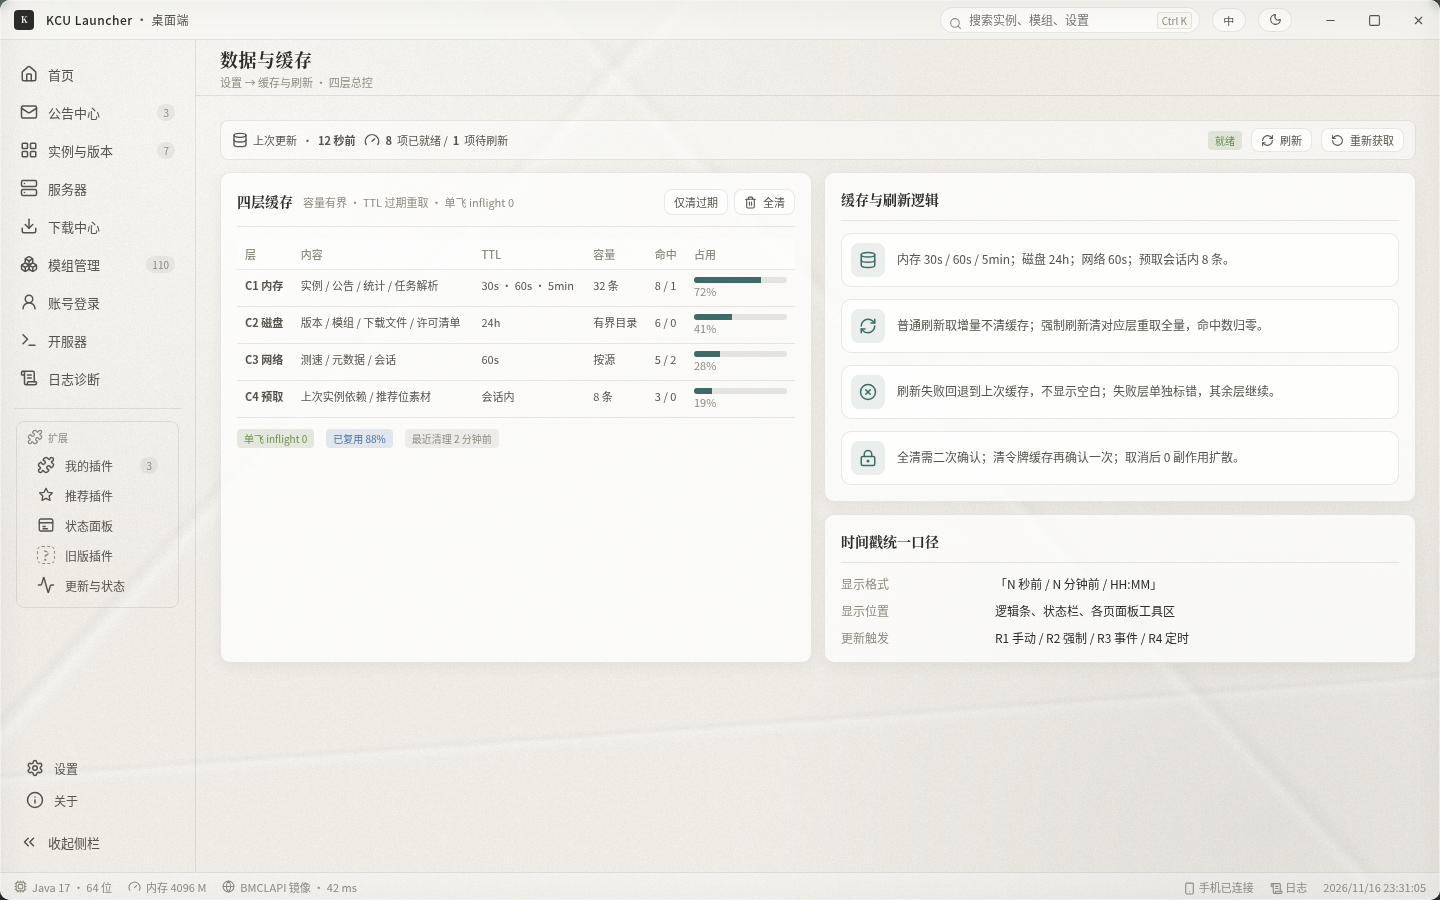 K KCU Launcher · 桌面端
搜索实例、模组、设置 Ctrl K
中
首页
公告中心 3
实例与版本 7
服务器
下载中心
模组管理 110
账号登录
开服器
日志诊断
扩展
我的插件 3
推荐插件
状态面板
旧版插件
更新与状态
设置
关于
收起侧栏
数据与缓存
设置 → 缓存与刷新 · 四层总控
上次更新 · 12 秒前 8 项已就绪 / 1 项待刷新
就绪 刷新 重新获取
四层缓存 容量有界 · TTL 过期重取 · 单飞 inflight 0
仅清过期 全清
层 内容 TTL 容量 命中 占用
C1 内存 实例 / 公告 / 统计 / 任务解析 30s · 60s · 5min 32 条 8 / 1 72%
C2 磁盘 版本 / 模组 / 下载文件 / 许可清单 24h 有界目录 6 / 0 41%
C3 网络 测速 / 元数据 / 会话 60s 按源 5 / 2 28%
C4 预取 上次实例依赖 / 推荐位素材 会话内 8 条 3 / 0 19%
单飞 inflight 0 已复用 88% 最近清理 2 分钟前
缓存与刷新逻辑
内存 30s / 60s / 5min；磁盘 24h；网络 60s；预取会话内 8 条。
普通刷新取增量不清缓存；强制刷新清对应层重取全量，命中数归零。
刷新失败回退到上次缓存，不显示空白；失败层单独标错，其余层继续。
全清需二次确认；清令牌缓存再确认一次；取消后 0 副作用扩散。
时间戳统一口径
显示格式 「N 秒前 / N 分钟前 / HH:MM」
显示位置 逻辑条、状态栏、各页面板工具区
更新触发 R1 手动 / R2 强制 / R3 事件 / R4 定时
Java 17 · 64 位 内存 4096 M BMCLAPI 镜像 · 42 ms
手机已连接 日志 2026/11/16 23:31:05